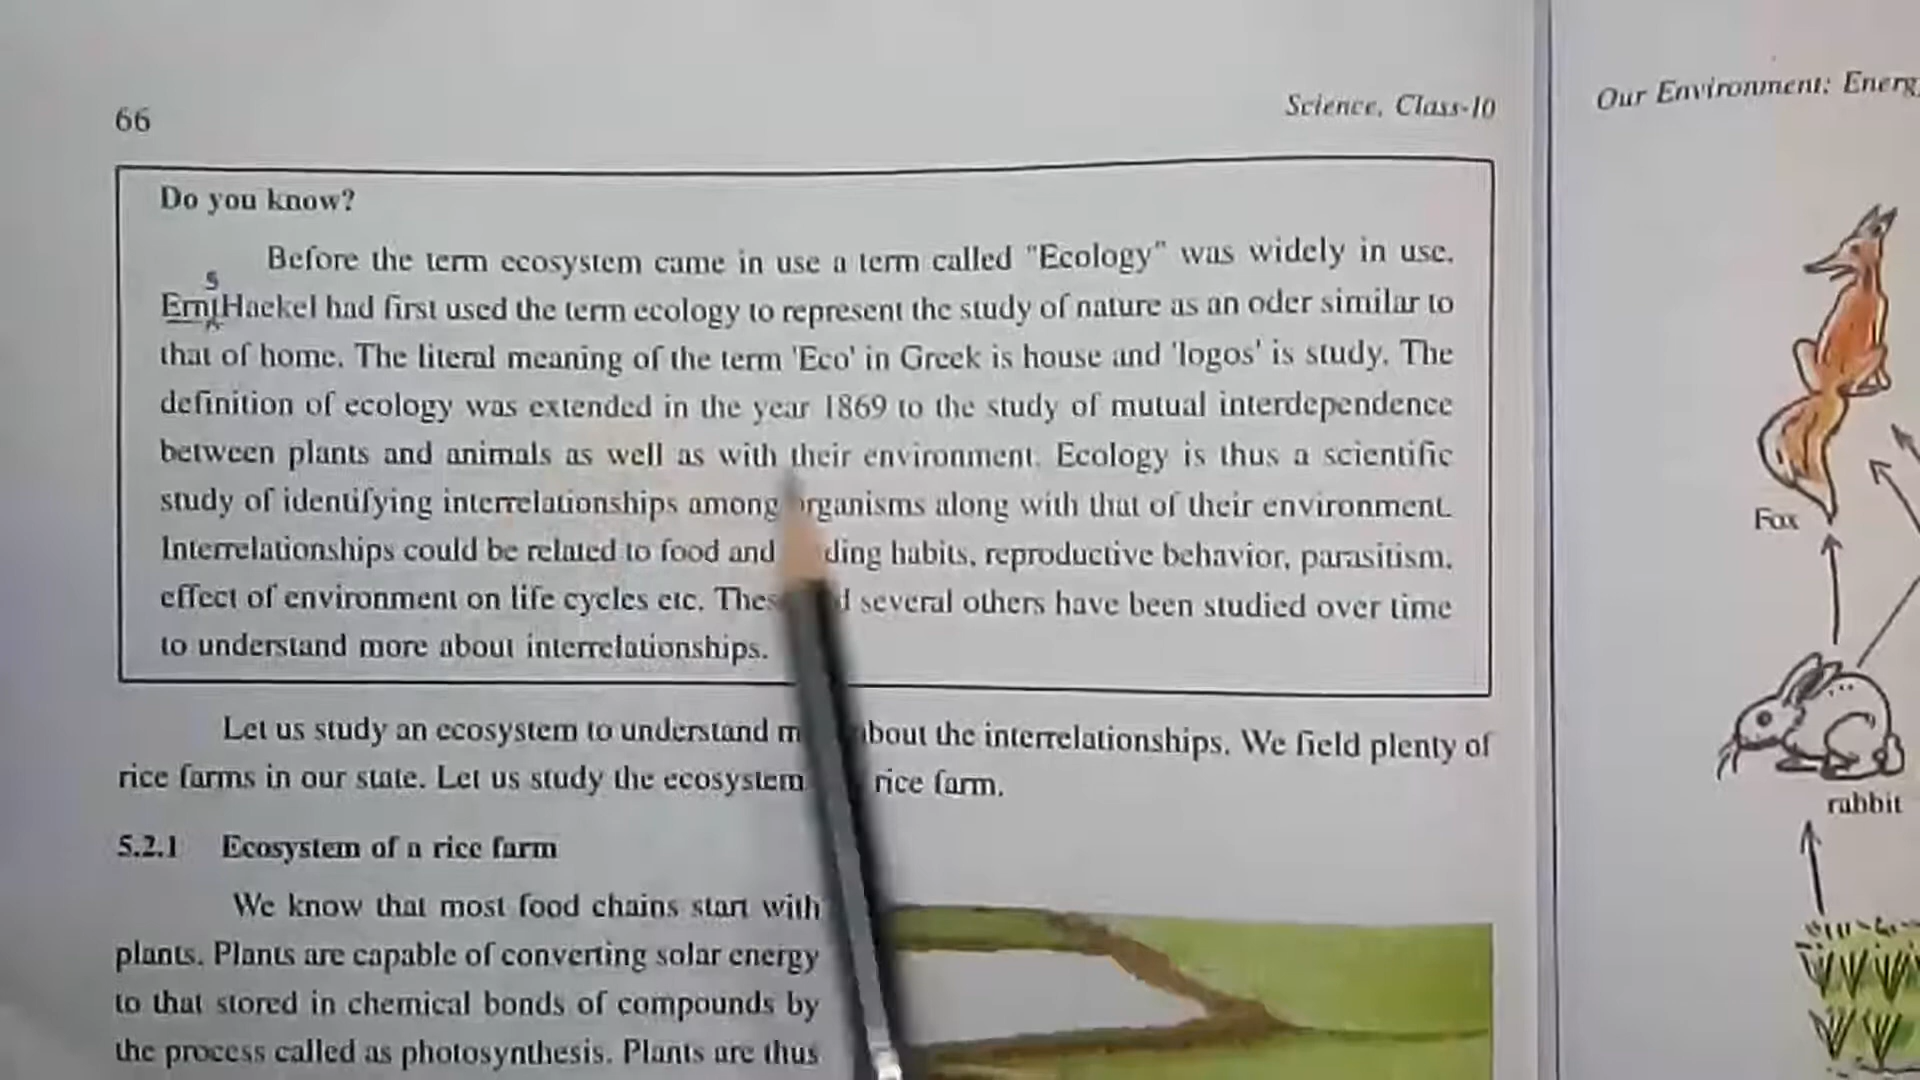 66
Science, Class-10
Do you know?
Before the term ecosystem came in use a term called "Ecology" was widely in use.
s
Ernt Haekel had first used the term ecology to represent the study of nature as an oder similar to
that of home. The literal meaning of the term 'Eco' in Greek is house and 'logos' is study. The
definition of ecology was extended in the year 1869 to the study of mutual interdependence
between plants and animals as well as with their environment. Ecology is thus a scientific
study of identifying interrelationships among organisms along with that of their environment.
Interrelationships could be related to food and ding habits, reproductive behavior, parasitism,
effect of environment on life cycles etc. Thes d several others have been studied over time
to understand more about interrelationships.
Let us study an ecosystem to understand m bout the interrelationships. We field plenty of
rice farms in our state. Let us study the ecosystem rice farm.
5.2.1 Ecosystem of a rice farm
We know that most food chains start with
plants. Plants are capable of converting solar energy
to that stored in chemical bonds of compounds by
the process called as photosynthesis. Plants are thus
Our Environment: Energ
Fox
rabbit